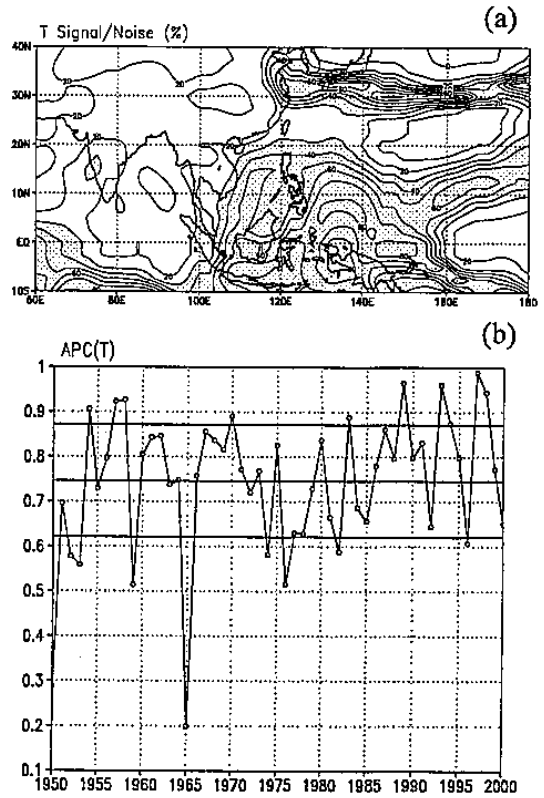 (a)
T Signal/Noise (%)
40N
30N
20N
10N
EQ
10S
60E 80E 100E 120E 140E 160E 180
(b)
APC(T)
1
0.9
0.8
0.7
0.6
0.5
0.4
0.3
0.2
0.1
1950 1955 1960 1965 1970 1975 1980 1985 1990 1995 2000